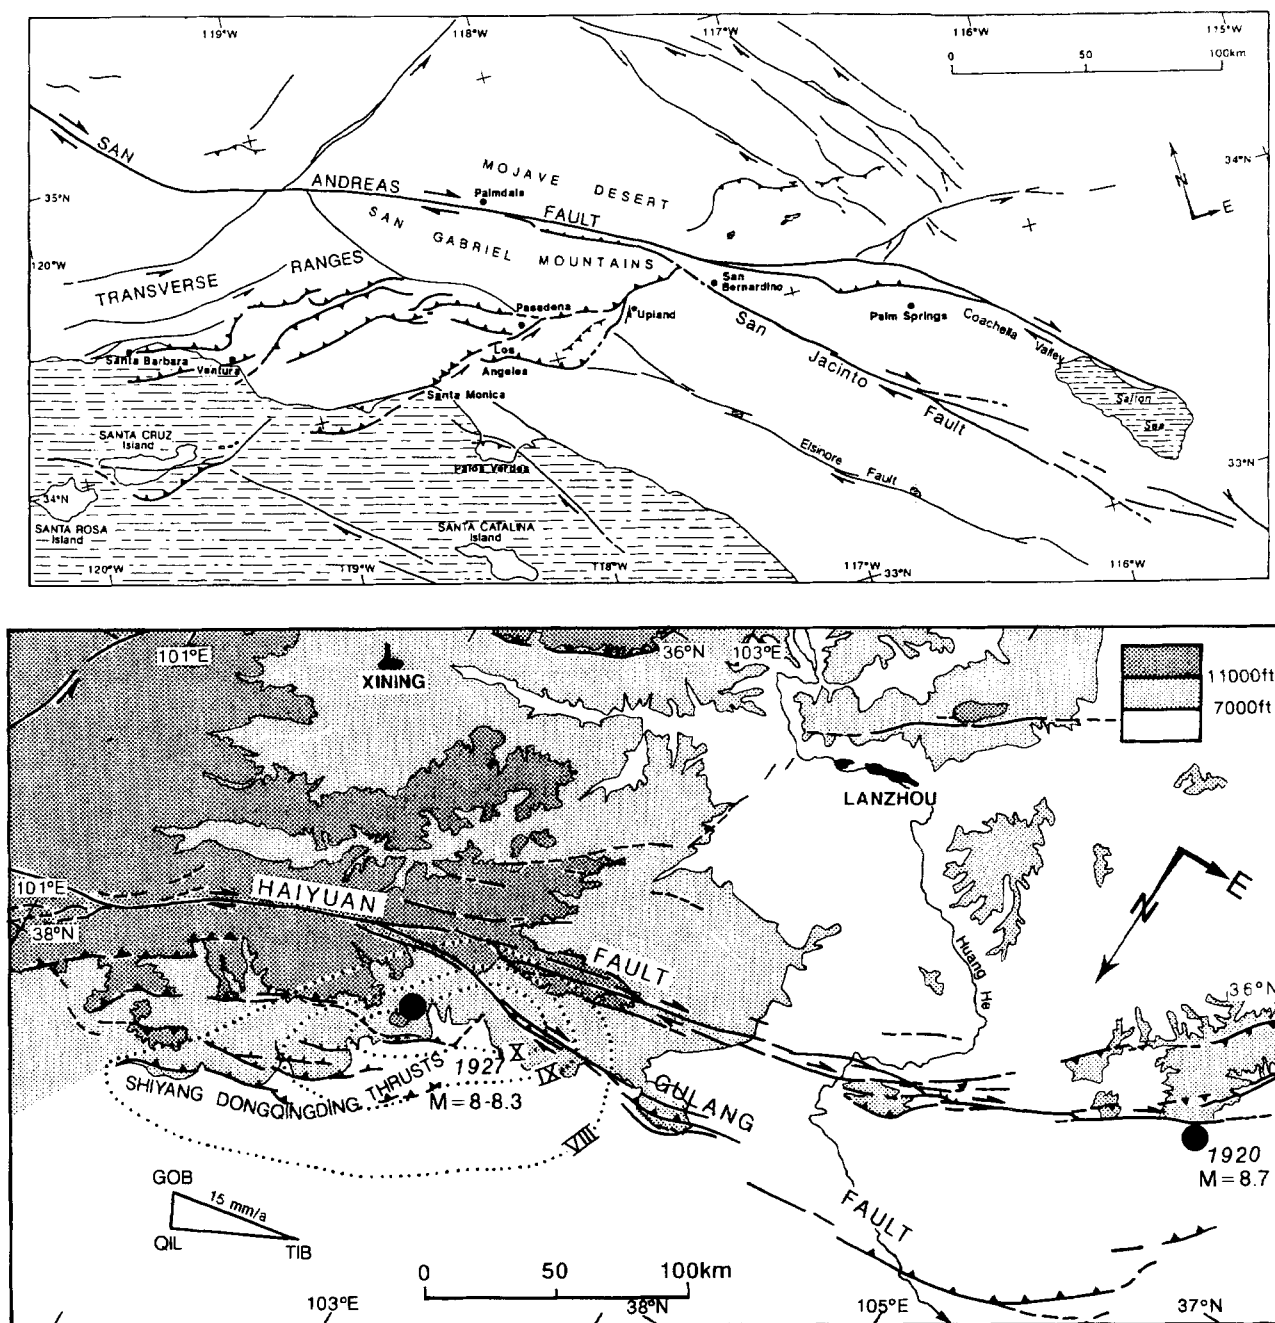 119°W
118°W
117°W
116°W
115°W
0
50
100km
SAN
34°N
MOJAVE DESERT
ANDREAS
Palmdale
FAULT
N
E
35°N
SAN GABRIEL MOUNTAINS
120°W
TRANSVERSE RANGES
San
Bernardino
Pasadena
Upland
Palm Springs
Coachella
Valley
San Jacinto Fault
Santa Barbara
Ventura
Los
Angeles
Santa Monica
Salton
Sea
SANTA CRUZ
Island
Palos Verdes
Elsinore Fault
33°N
34°N
SANTA ROSA
Island
SANTA CATALINA
Island
120°W
119°W
118°W
117°W
33°N
116°W
101°E
XINING
36°N
103°E
11000ft
7000ft
LANZHOU
101°E
38°N
HAIYUAN
FAULT
N
E
Huang He
36°N
X
1927
IX
SHIYANG DONGQINGDING THRUSTS
M=8-8.3
GULANG
VIII
1920
M=8.7
GOB
15 mm/a
QIL
TIB
FAULT
0
50
100km
103°E
38°N
105°E
37°N